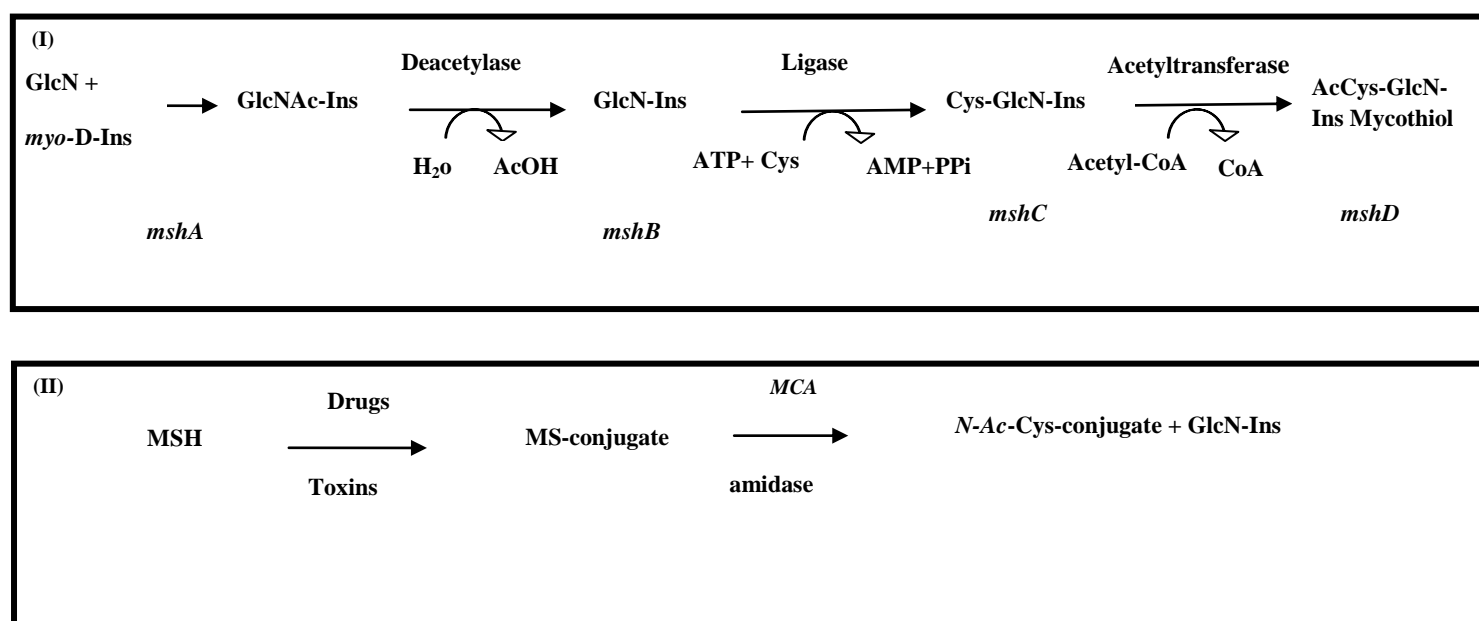 (I)
GlcN +
myo-D-Ins
GlcNAc-Ins
Deacetylase
H₂o
AcOH
GlcN-Ins
Ligase
ATP+ Cys
AMP+PPi
Cys-GlcN-Ins
Acetyltransferase
Acetyl-CoA
CoA
AcCys-GlcN-
Ins Mycothiol
mshA
mshB
mshC
mshD
(II)
MSH
Drugs
Toxins
MS-conjugate
MCA
amidase
N-Ac-Cys-conjugate + GlcN-Ins